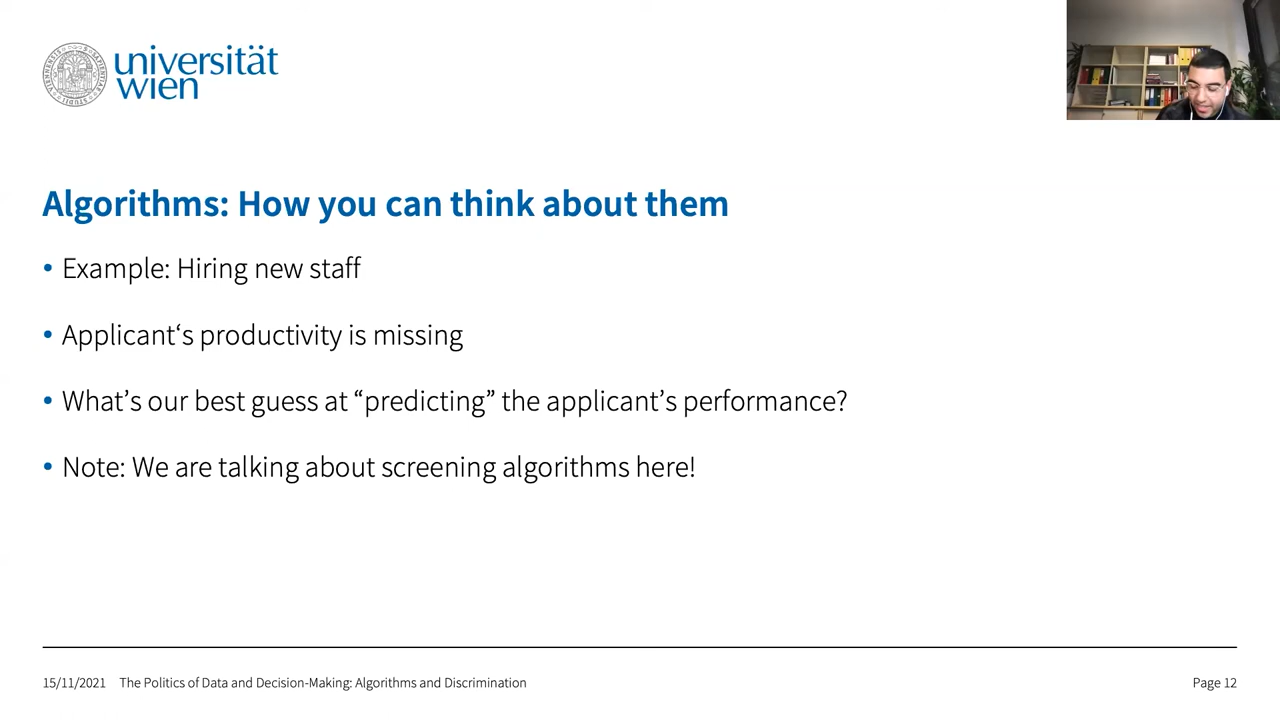 universität
wien
Algorithms: How you can think about them
• Example: Hiring new staff
• Applicant‘s productivity is missing
• What’s our best guess at “predicting” the applicant’s performance?
• Note: We are talking about screening algorithms here!
15/11/2021 The Politics of Data and Decision-Making: Algorithms and Discrimination Page 12